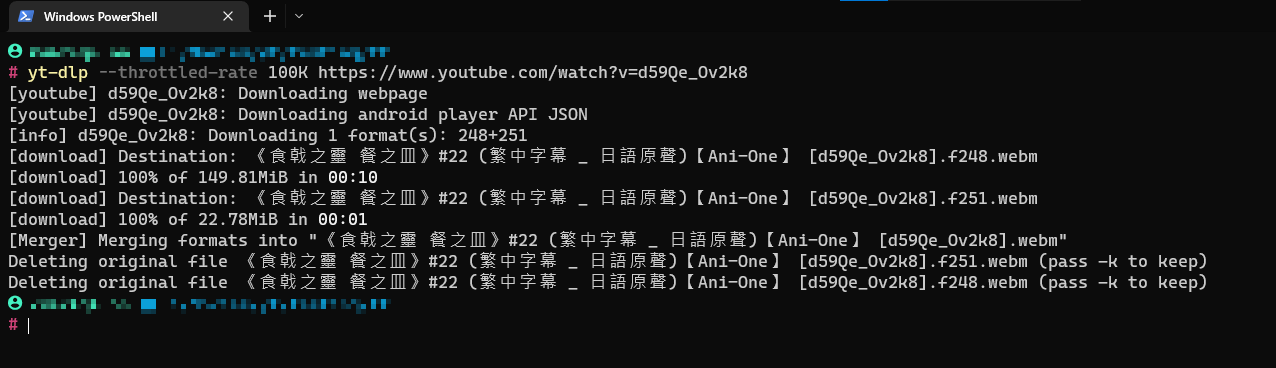 Windows PowerShell
# yt-dlp --throttled-rate 100K https://www.youtube.com/watch?v=d59Qe_Ov2k8
[youtube] d59Qe_Ov2k8: Downloading webpage
[youtube] d59Qe_Ov2k8: Downloading android player API JSON
[info] d59Qe_Ov2k8: Downloading 1 format(s): 248+251
[download] Destination: 《食戟之靈 餐之皿》#22 (繁中字幕 _ 日語原聲)【Ani-One】 [d59Qe_Ov2k8].f248.webm
[download] 100% of 149.81MiB in 00:10
[download] Destination: 《食戟之靈 餐之皿》#22 (繁中字幕 _ 日語原聲)【Ani-One】 [d59Qe_Ov2k8].f251.webm
[download] 100% of 22.78MiB in 00:01
[Merger] Merging formats into "《食戟之靈 餐之皿》#22 (繁中字幕 _ 日語原聲)【Ani-One】 [d59Qe_Ov2k8].webm"
Deleting original file 《食戟之靈 餐之皿》#22 (繁中字幕 _ 日語原聲)【Ani-One】 [d59Qe_Ov2k8].f251.webm (pass -k to keep)
Deleting original file 《食戟之靈 餐之皿》#22 (繁中字幕 _ 日語原聲)【Ani-One】 [d59Qe_Ov2k8].f248.webm (pass -k to keep)
#